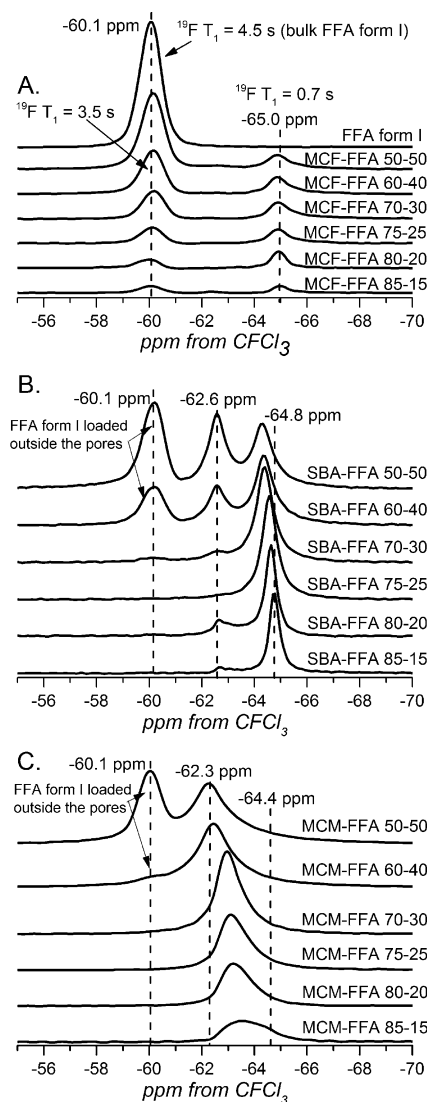 A.
-60.1 ppm
¹⁹F T₁ = 4.5 s (bulk FFA form I)
¹⁹F T₁ = 3.5 s
¹⁹F T₁ = 0.7 s
-65.0 ppm
FFA form I
MCF-FFA 50-50
MCF-FFA 60-40
MCF-FFA 70-30
MCF-FFA 75-25
MCF-FFA 80-20
MCF-FFA 85-15
-56 -58 -60 -62 -64 -66 -68 -70
ppm from CFCl₃
B.
-60.1 ppm
-62.6 ppm
-64.8 ppm
FFA form I loaded
outside the pores
SBA-FFA 50-50
SBA-FFA 60-40
SBA-FFA 70-30
SBA-FFA 75-25
SBA-FFA 80-20
SBA-FFA 85-15
-56 -58 -60 -62 -64 -66 -68 -70
ppm from CFCl₃
C.
-60.1 ppm
-62.3 ppm
-64.4 ppm
FFA form I loaded
outside the pores
MCM-FFA 50-50
MCM-FFA 60-40
MCM-FFA 70-30
MCM-FFA 75-25
MCM-FFA 80-20
MCM-FFA 85-15
-56 -58 -60 -62 -64 -66 -68 -70
ppm from CFCl₃